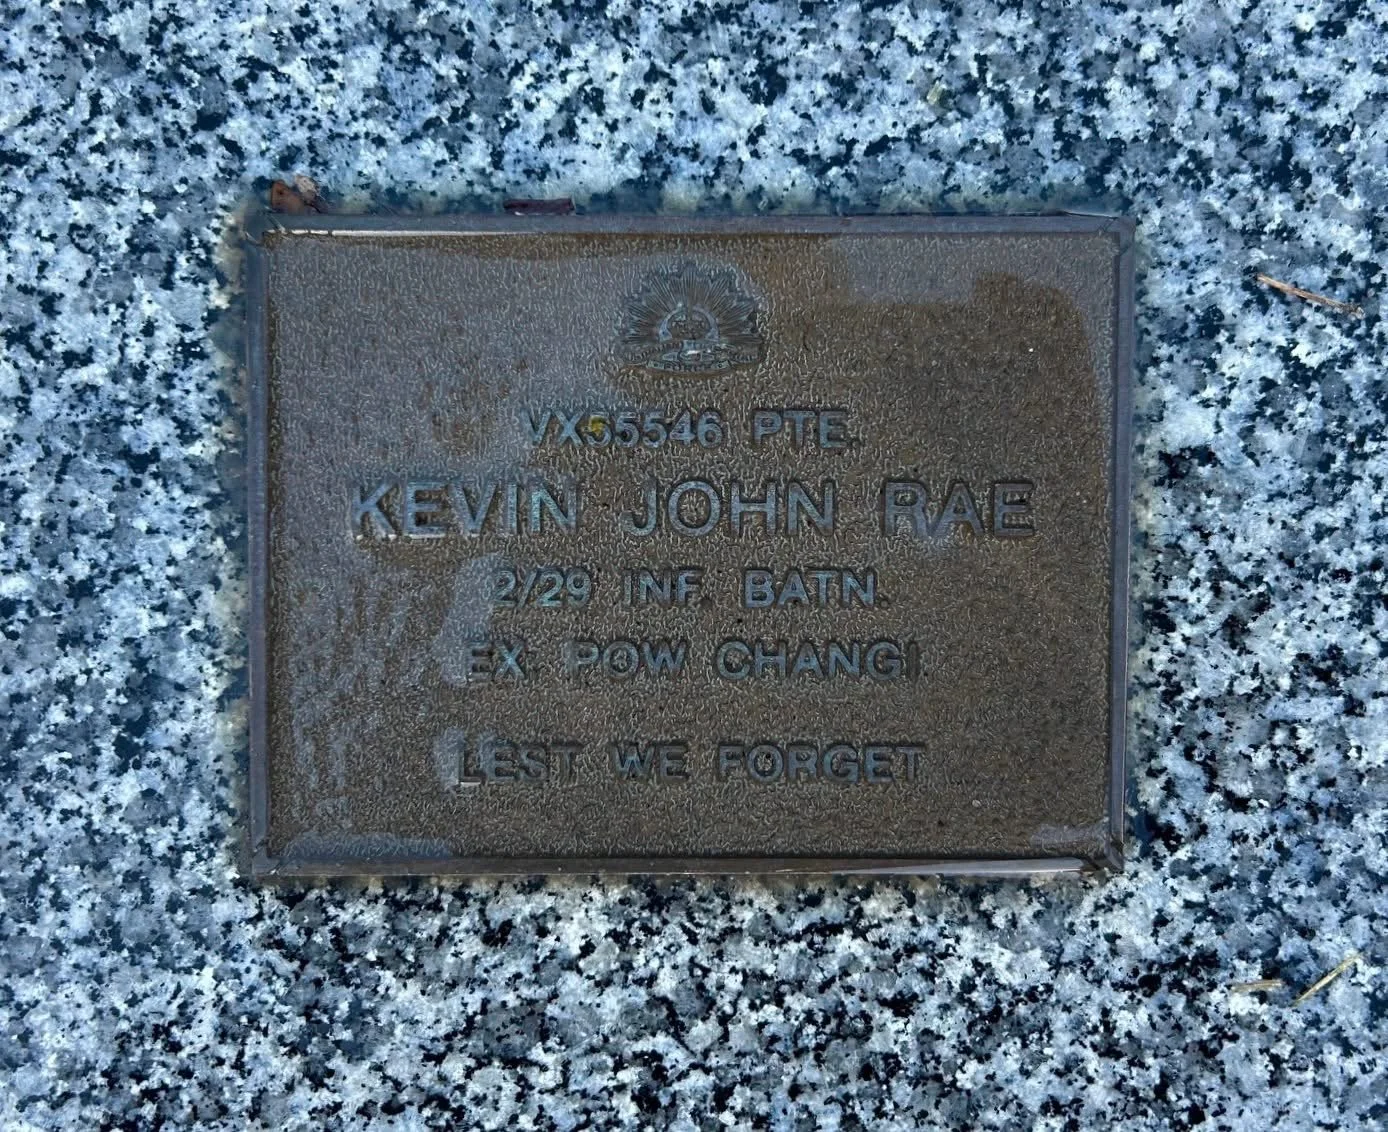 VX55546 PTE.
KEVIN JOHN RAE
2/29 INF. BATN.
EX. POW CHANGI.
LEST WE FORGET